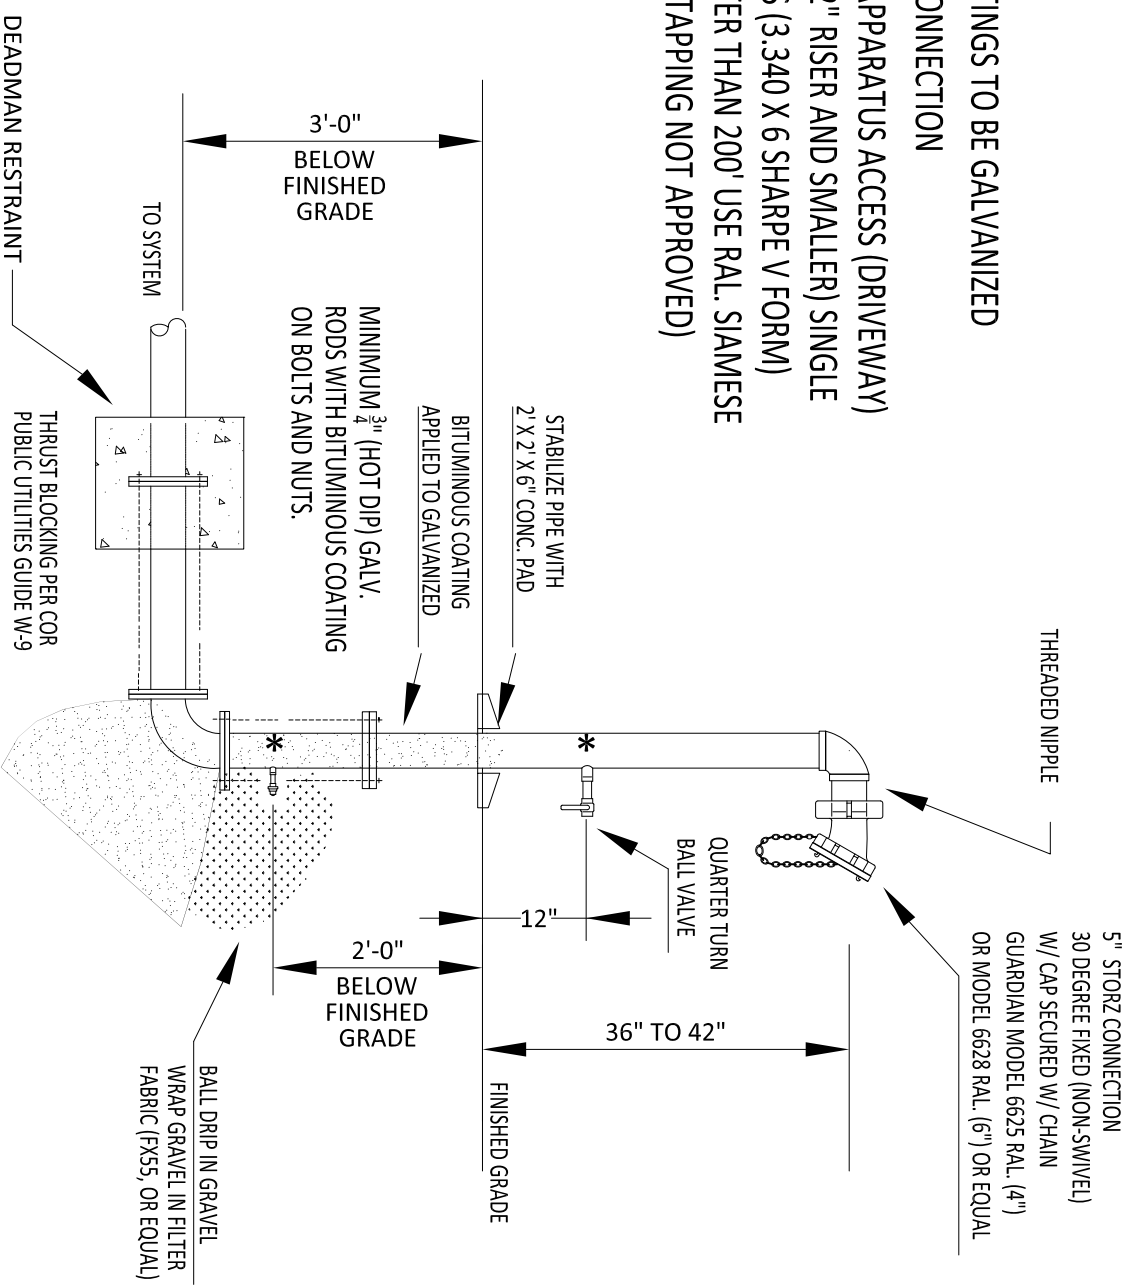 TINGS TO BE GALVANIZED
ONNECTION
APPARATUS ACCESS (DRIVEWAY)
2" RISER AND SMALLER) SINGLE
S (3.340 X 6 SHARPE V FORM)
TER THAN 200' USE RAL. SIAMESE
TAPPING NOT APPROVED)
THREADED NIPPLE
5" STORZ CONNECTION
30 DEGREE FIXED (NON-SWIVEL)
W/ CAP SECURED W/ CHAIN
GUARDIAN MODEL 6625 RAL. (4")
OR MODEL 6628 RAL. (6") OR EQUAL
QUARTER TURN
BALL VALVE
36" TO 42"
12"
STABILIZE PIPE WITH
2' X 2' X 6" CONC. PAD
BITUMINOUS COATING
APPLIED TO GALVANIZED
FINISHED GRADE
MINIMUM 3/4" (HOT DIP) GALV.
RODS WITH BITUMINOUS COATING
ON BOLTS AND NUTS.
3'-0"
BELOW
FINISHED
GRADE
2'-0"
BELOW
FINISHED
GRADE
*
*
TO SYSTEM
BALL DRIP IN GRAVEL
WRAP GRAVEL IN FILTER
FABRIC (FX55, OR EQUAL)
DEADMAN RESTRAINT
THRUST BLOCKING PER COR
PUBLIC UTILITIES GUIDE W-9